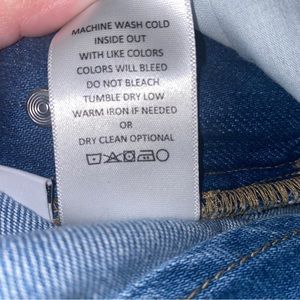 MACHINE WASH COLD
INSIDE OUT
WITH LIKE COLORS
COLORS WILL BLEED
DO NOT BLEACH
TUMBLE DRY LOW
WARM IRON IF NEEDED
OR
DRY CLEAN OPTIONAL